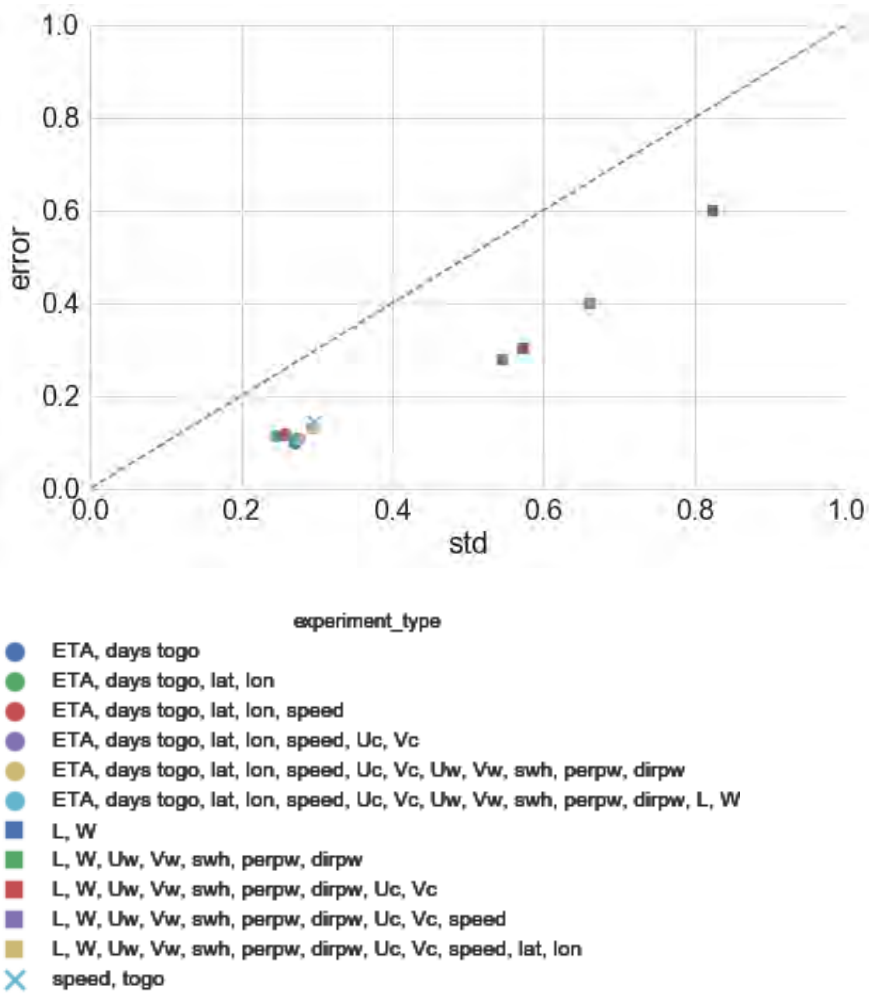 1.0
0.8
0.6
0.4
0.2
0.0
error
0.0 0.2 0.4 0.6 0.8 1.0
std
experiment_type
ETA, days togo
ETA, days togo, lat, lon
ETA, days togo, lat, lon, speed
ETA, days togo, lat, lon, speed, Uc, Vc
ETA, days togo, lat, lon, speed, Uc, Vc, Uw, Vw, swh, perpw, dirpw
ETA, days togo, lat, lon, speed, Uc, Vc, Uw, Vw, swh, perpw, dirpw, L, W
L, W
L, W, Uw, Vw, swh, perpw, dirpw
L, W, Uw, Vw, swh, perpw, dirpw, Uc, Vc
L, W, Uw, Vw, swh, perpw, dirpw, Uc, Vc, speed
L, W, Uw, Vw, swh, perpw, dirpw, Uc, Vc, speed, lat, lon
speed, togo